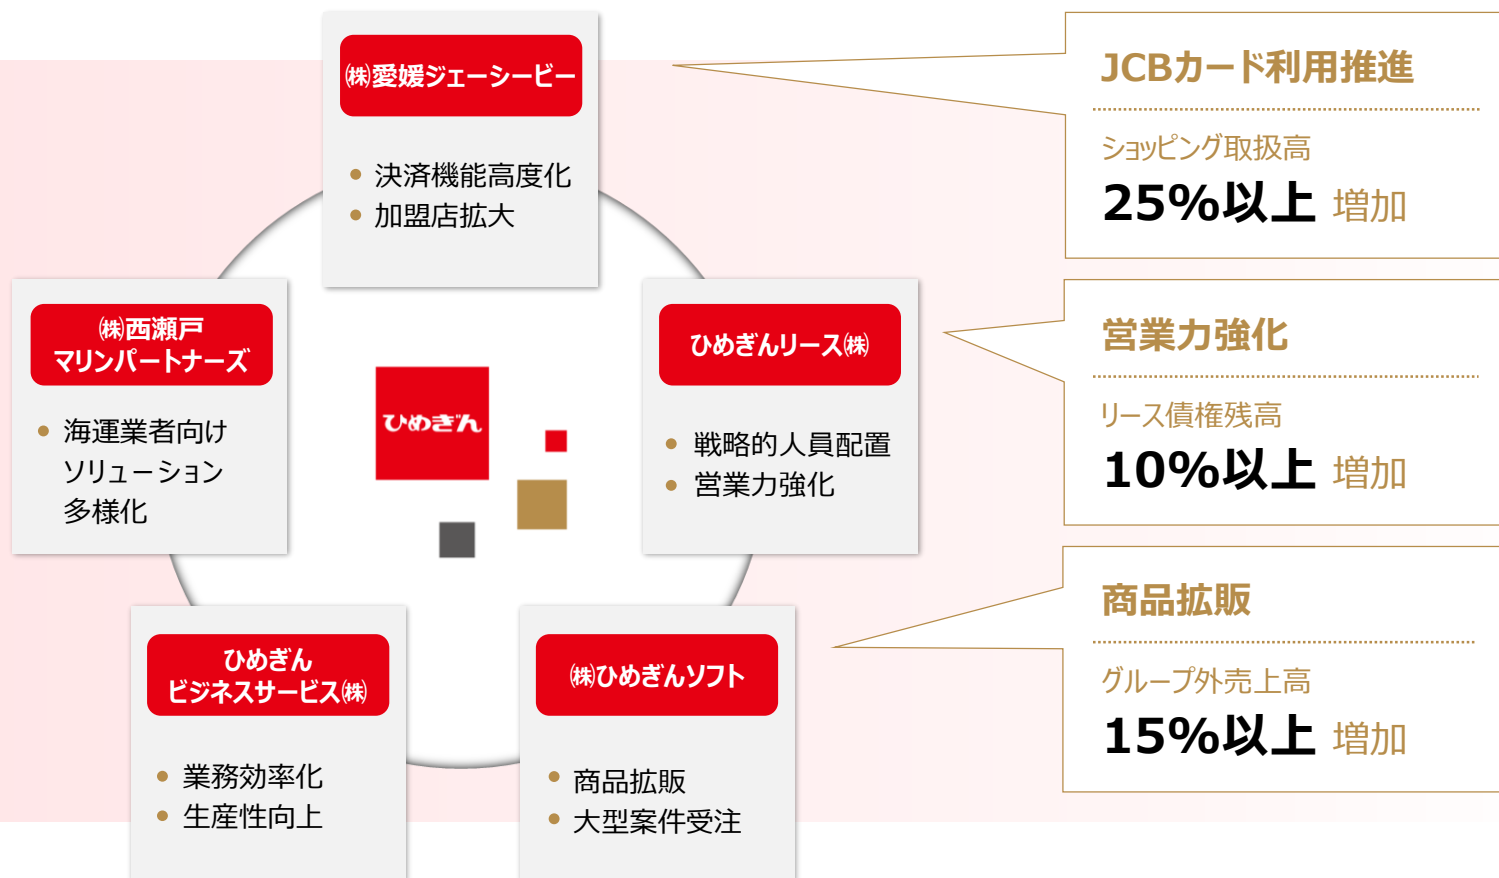 ㈱愛媛ジェーシービー
• 決済機能高度化
• 加盟店拡大
㈱西瀬戸
マリンパートナーズ
• 海運業者向け
ソリューション
多様化
ひめぎん
ひめぎんリース㈱
• 戦略的人員配置
• 営業力強化
ひめぎん
ビジネスサービス㈱
• 業務効率化
• 生産性向上
㈱ひめぎんソフト
• 商品拡販
• 大型案件受注
JCBカード利用推進
ショッピング取扱高
25%以上 増加
営業力強化
リース債権残高
10%以上 増加
商品拡販
グループ外売上高
15%以上 増加